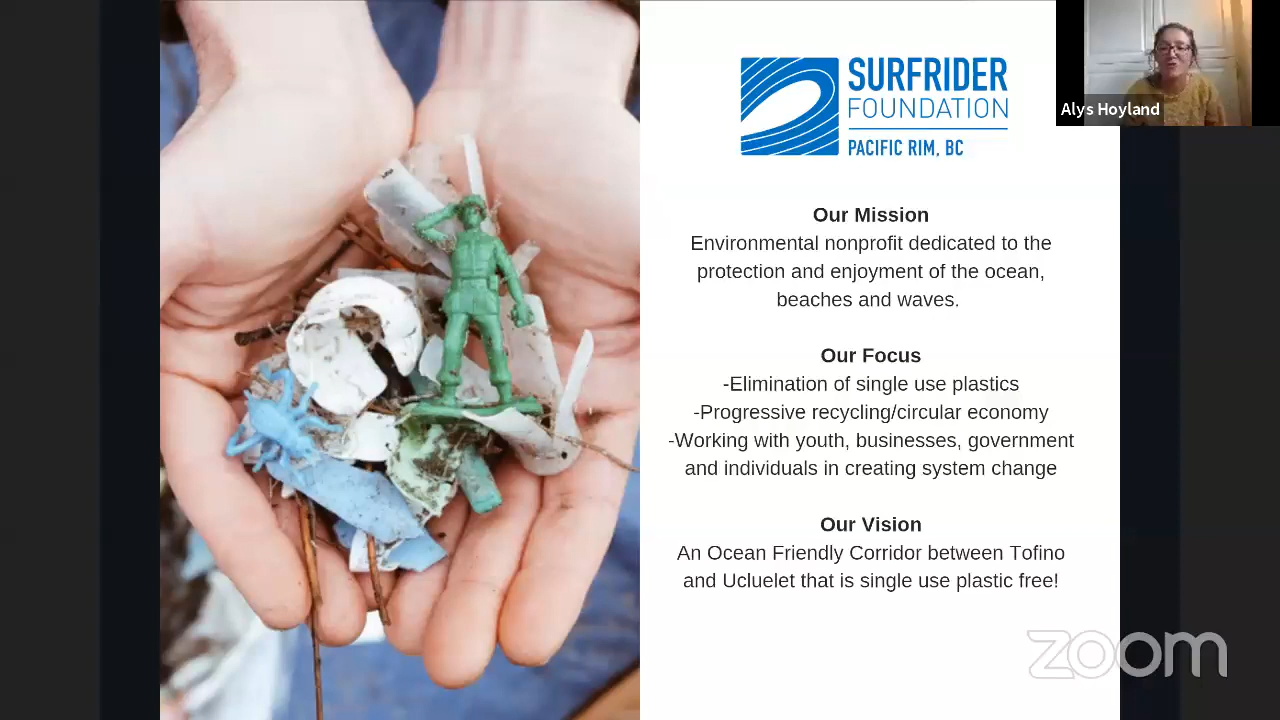 SURFRIDER
FOUNDATION
PACIFIC RIM, BC
Alys Hoyland
Our Mission
Environmental nonprofit dedicated to the
protection and enjoyment of the ocean,
beaches and waves.
Our Focus
-Elimination of single use plastics
-Progressive recycling/circular economy
-Working with youth, businesses, government
and individuals in creating system change
Our Vision
An Ocean Friendly Corridor between Tofino
and Ucluelet that is single use plastic free!
zoom